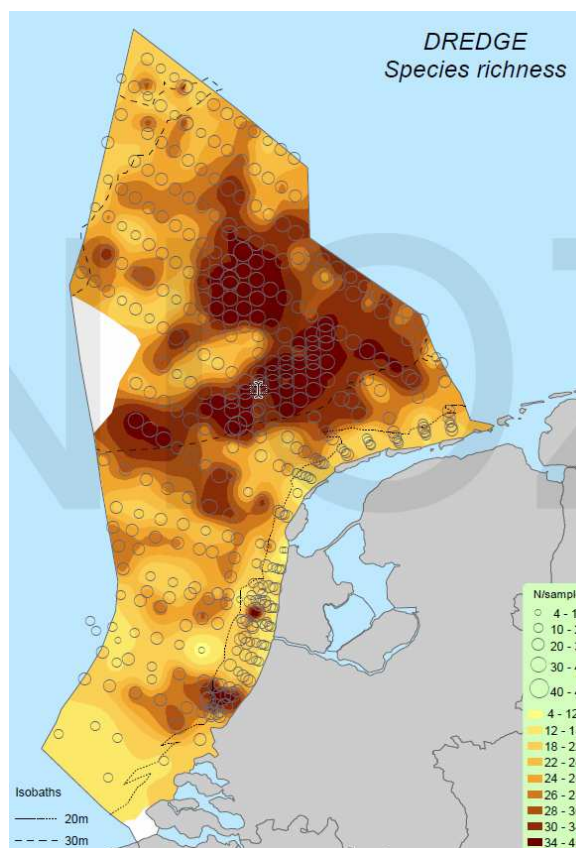 DREDGE
Species richness
N/sampl
4 - 1
10 -
20 -
30 -
40 -
4 - 12
12 - 1
18 - 2
22 - 2
24 - 2
26 - 2
28 - 3
30 - 3
34 - 4
Isobaths
20m
30m